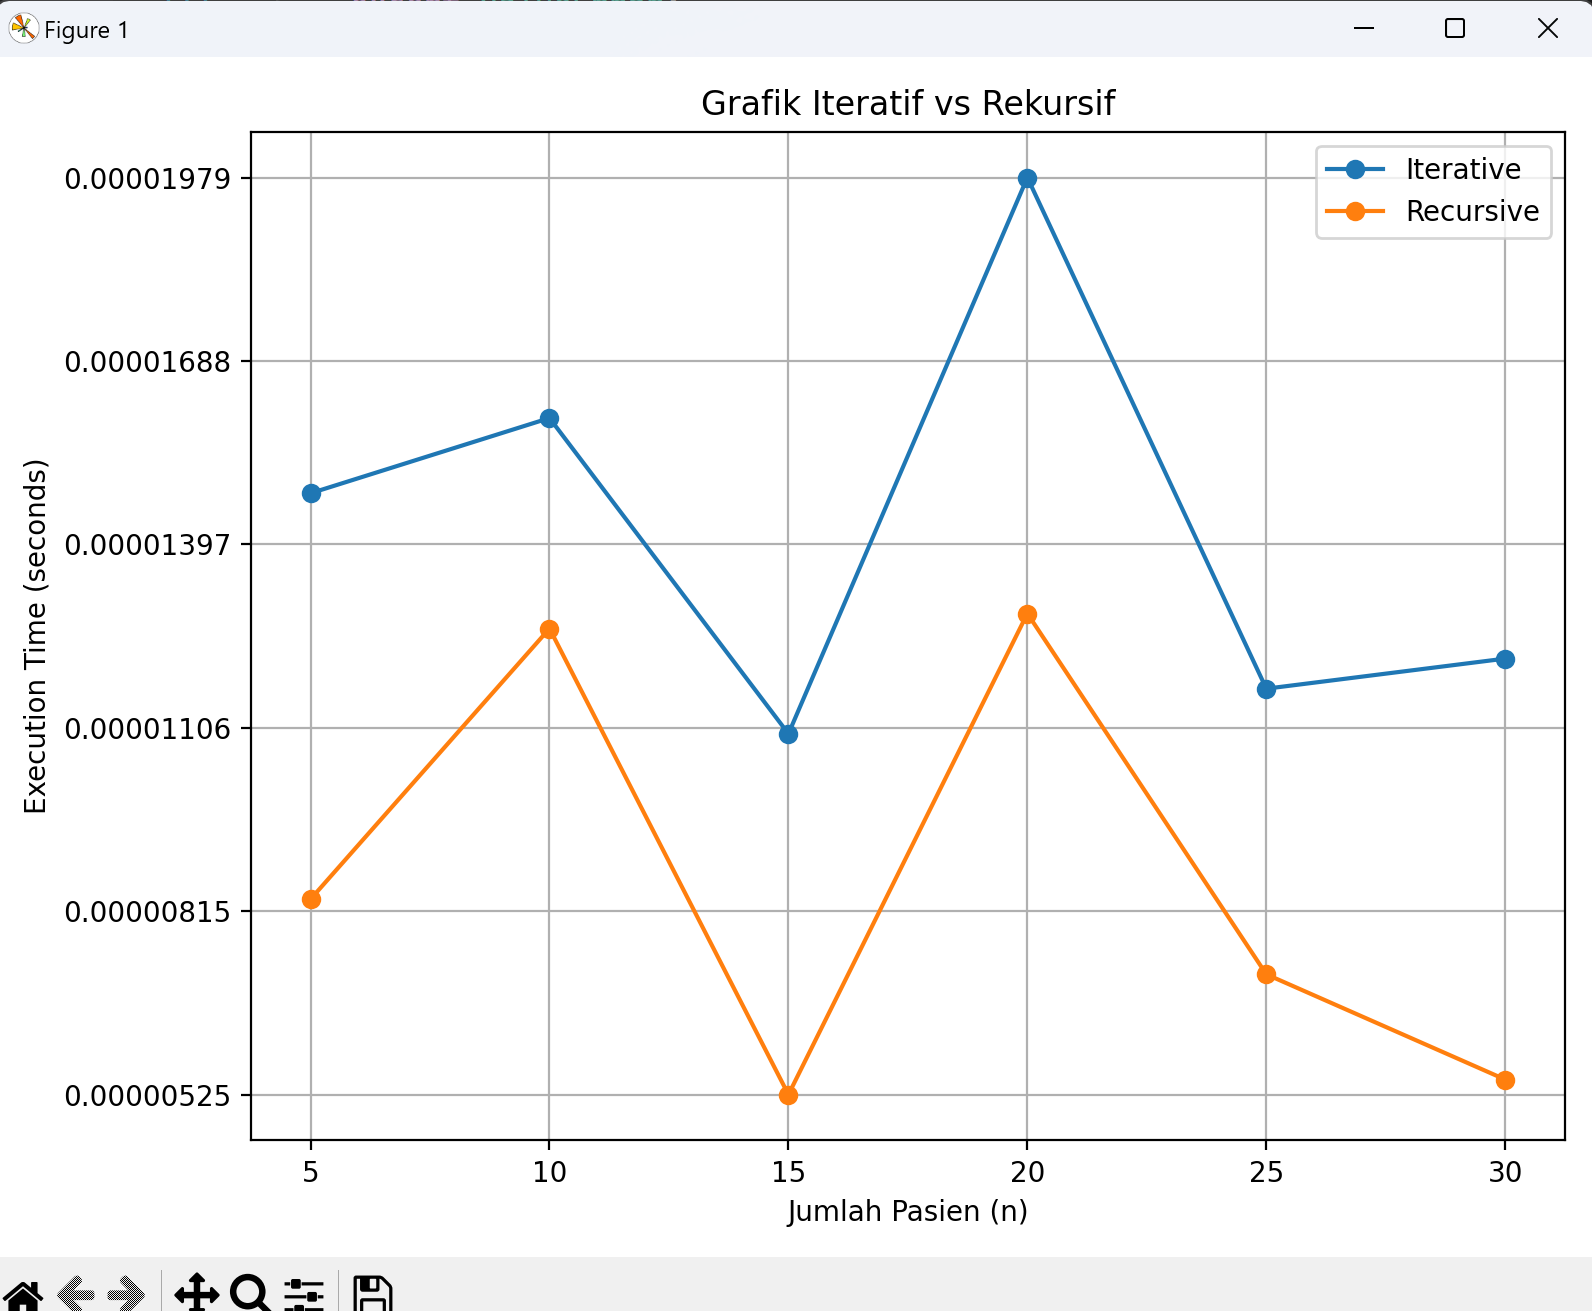 Figure 1
Grafik Iteratif vs Rekursif
Iterative
Recursive
0.00001979
0.00001688
0.00001397
0.00001106
0.00000815
0.00000525
Execution Time (seconds)
5 10 15 20 25 30
Jumlah Pasien (n)